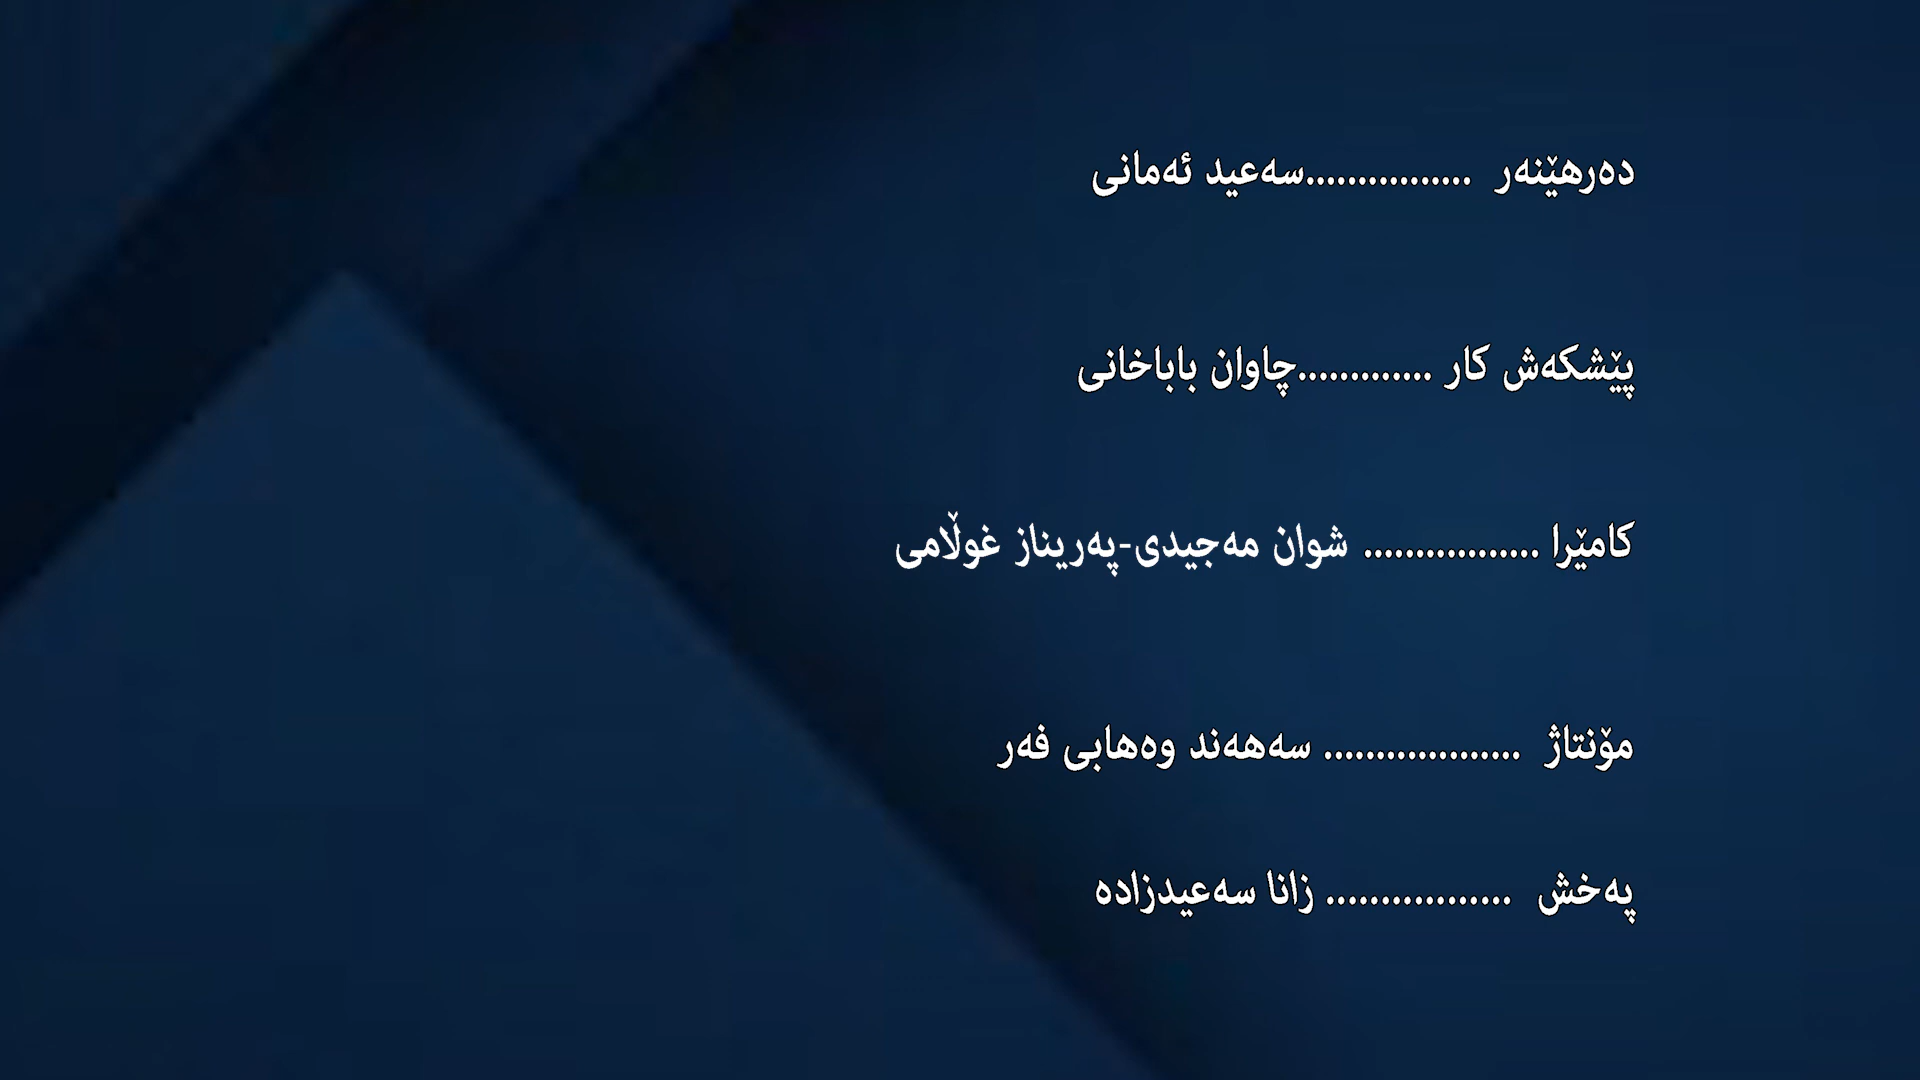 دەرهێنەر ................سەعید ئەمانی
پێشکەش کار .............چاوان باباخانی
کامێرا ................. شوان مەجیدی-پەریناز غوڵامی
مۆنتاژ ................... سەهەند وەهابی فەر
پەخش .................. زانا سەعیدزادە